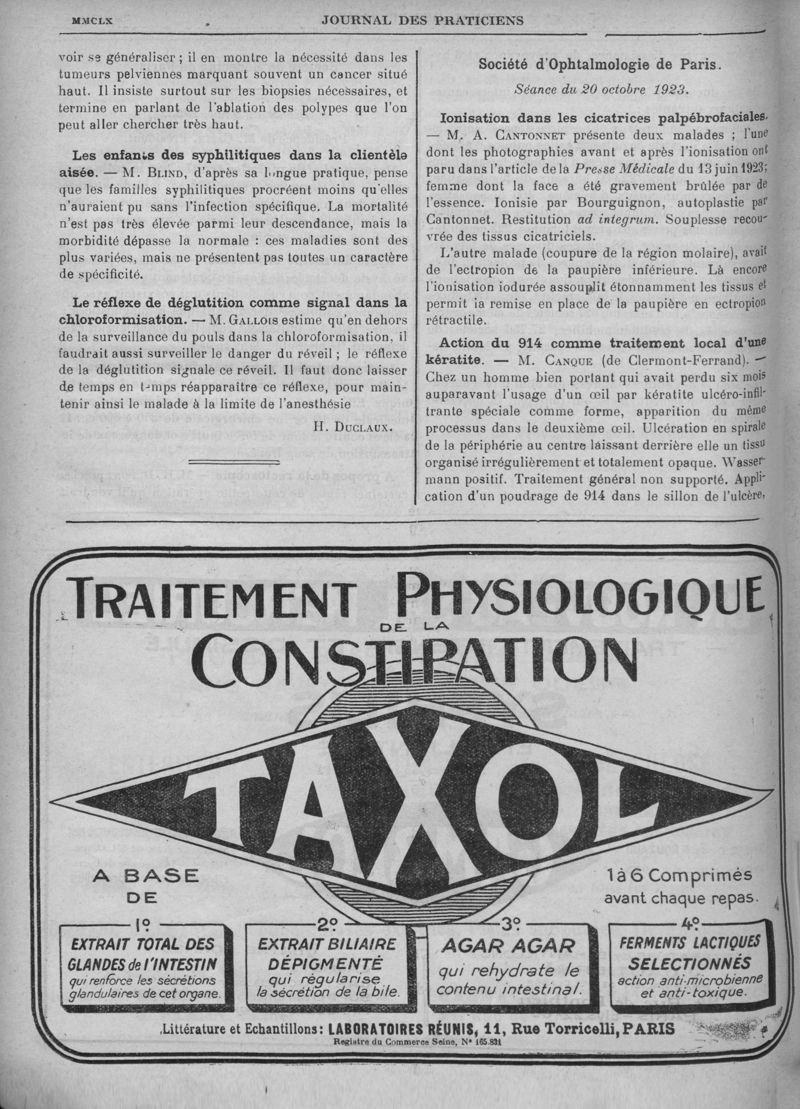 MMCLX
JOURNAL DES PRATICIENS
voir se généraliser ; il en montre la nécessité dans les
tumeurs pelviennes marquant souvent un cancer situé
haut. Il insiste surtout sur les biopsies nécessaires, et
termine en parlant de l'ablation des polypes que l'on
peut aller chercher très haut.
Les enfants des syphilitiques dans la clientèle
aisée. — M. BLIND, d'après sa longue pratique, pense
que les familles syphilitiques procréent moins qu'elles
n'auraient pu sans l'infection spécifique. La mortalité
n'est pas très élevée parmi leur descendance, mais la
morbidité dépasse la normale : ces maladies sont des
plus variées, mais ne présentent pas toutes un caractère
de spécificité.
Le réflexe de déglutition comme signal dans la
chloroformisation. — M. GALLOIS estime qu'en dehors
de la surveillance du pouls dans la chloroformisation, il
faudrait aussi surveiller le danger du réveil ; le réflexe
de la déglutition signale ce réveil. Il faut donc laisser
de temps en temps réapparaître ce réflexe, pour main-
tenir ainsi le malade à la limite de l'anesthésie
H. DUCLAUX.
Société d'Ophtalmologie de Paris.
Séance du 20 octobre 1923.
Ionisation dans les cicatrices palpébrofaciales.
— M. A. CANTONNET présente deux malades ; l'une
dont les photographies avant et après l'ionisation ont
paru dans l'article de la Presse Médicale du 13 juin 1923;
femme dont la face a été gravement brûlée par de
l'essence. Ionisie par Bourguignon, autoplastie par
Cantonnet. Restitution ad integrum. Souplesse recou-
vrée des tissus cicatriciels.
L'autre malade (coupure de la région molaire), avait
de l'ectropion de la paupière inférieure. Là encore
l'ionisation iodurée assouplit étonnamment les tissus et
permit la remise en place de la paupière en ectropion
rétractile.
Action du 914 comme traitement local d'une
kératite. — M. CANQUE (de Clermont-Ferrand). —
Chez un homme bien portant qui avait perdu six mois
auparavant l'usage d'un œil par kératite ulcéro-infil-
trante spéciale comme forme, apparition du même
processus dans le deuxième œil. Ulcération en spirale
de la périphérie au centre laissant derrière elle un tissu
organisé irrégulièrement et totalement opaque. Wasser-
mann positif. Traitement général non supporté. Appli-
cation d'un poudrage de 914 dans le sillon de l'ulcère,
TRAITEMENT PHYSIOLOGIQUE
DE LA
CONSTIPATION
TAXOL
A BASE
DE
1 à 6 Comprimés
avant chaque repas.
1º
EXTRAIT TOTAL DES
GLANDES de l'INTESTIN
qui renforce les sécrétions
glandulaires de cet organe.
2º
EXTRAIT BILIAIRE
DÉPIGMENTÉ
qui régularise
la sécrétion de la bile.
3º
AGAR AGAR
qui rehydrate le
contenu intestinal.
4º
FERMENTS LACTIQUES
SELECTIONNÉS
action anti-microbienne
et anti-toxique.
Littérature et Echantillons : LABORATOIRES RÉUNIS, 11, Rue Torricelli, PARIS
Registre du Commerce Seine, Nº 165.831